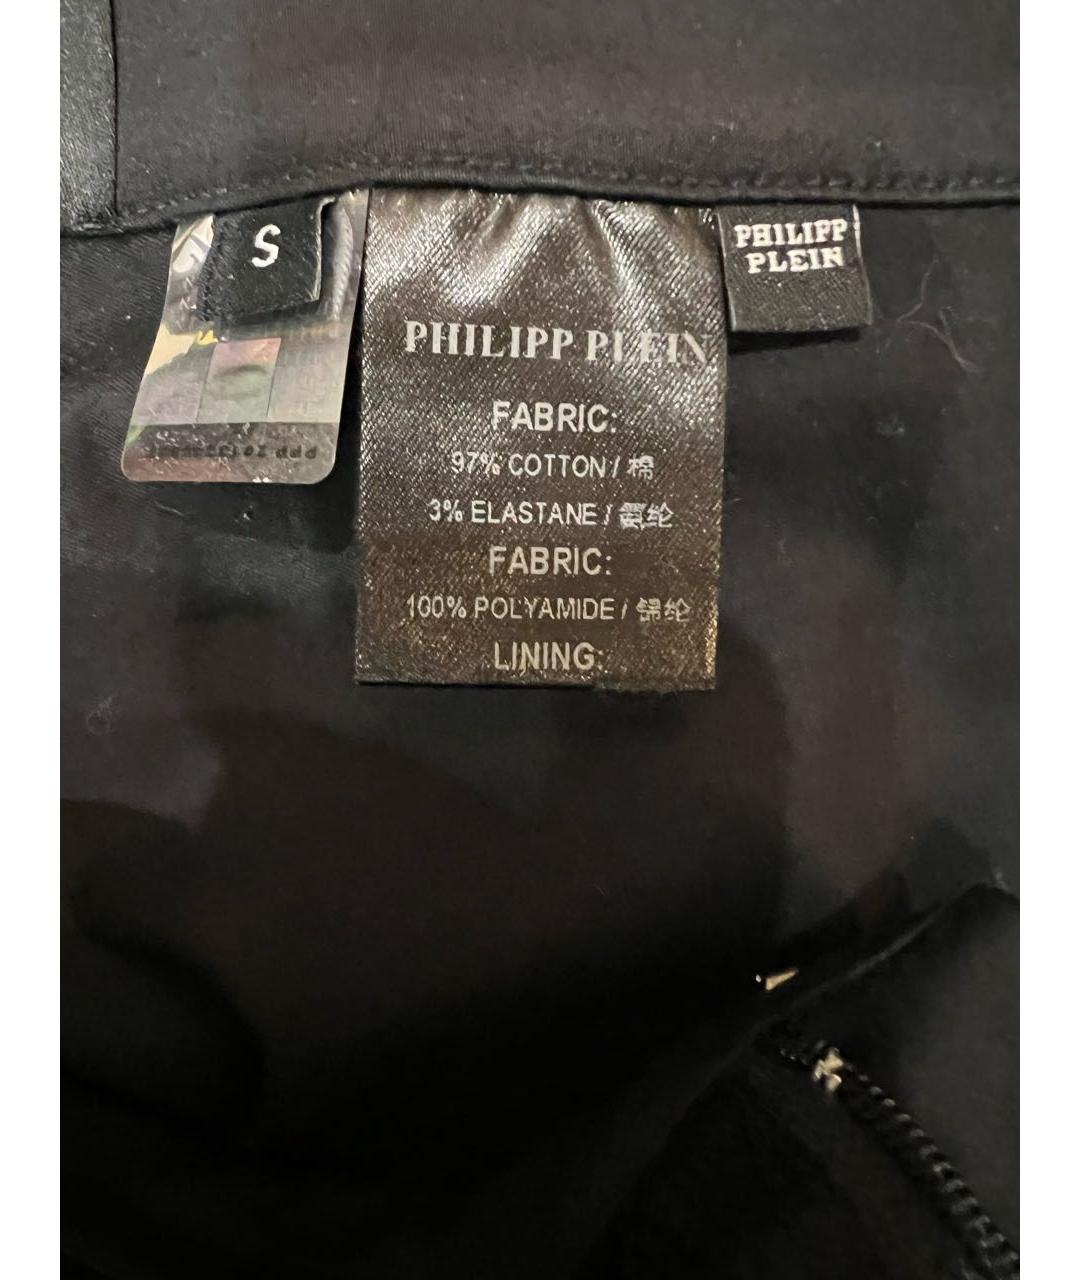 S
PHILIPP
PLEIN
PHILIPP PLEIN
FABRIC:
97% COTTON / 棉
3% ELASTANE / 氨纶
FABRIC:
100% POLYAMIDE / 锦纶
LINING: